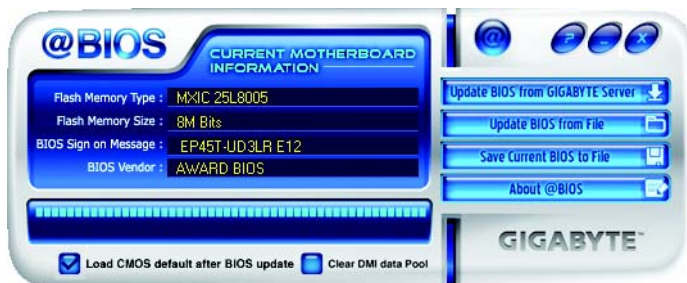 @BIOS
CURRENT MOTHERBOARD
INFORMATION
Flash Memory Type : MXIC 25L8005
Flash Memory Size : 8M Bits
BIOS Sign on Message : EP45T-UD3LR E12
BIOS Vendor : AWARD BIOS
Load CMOS default after BIOS update Clear DMI data Pool
@ ? - X
Update BIOS from GIGABYTE Server
Update BIOS from File
Save Current BIOS to File
About @BIOS
GIGABYTE™